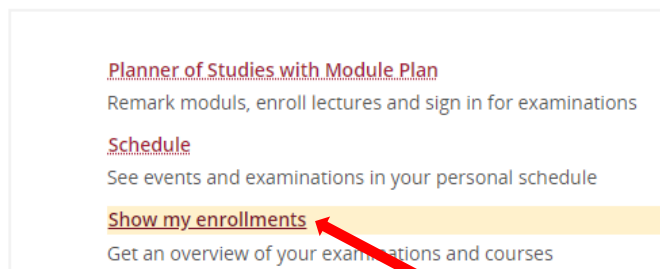 Planner of Studies with Module Plan
Remark moduls, enroll lectures and sign in for examinations
Schedule
See events and examinations in your personal schedule
Show my enrollments
Get an overview of your examinations and courses